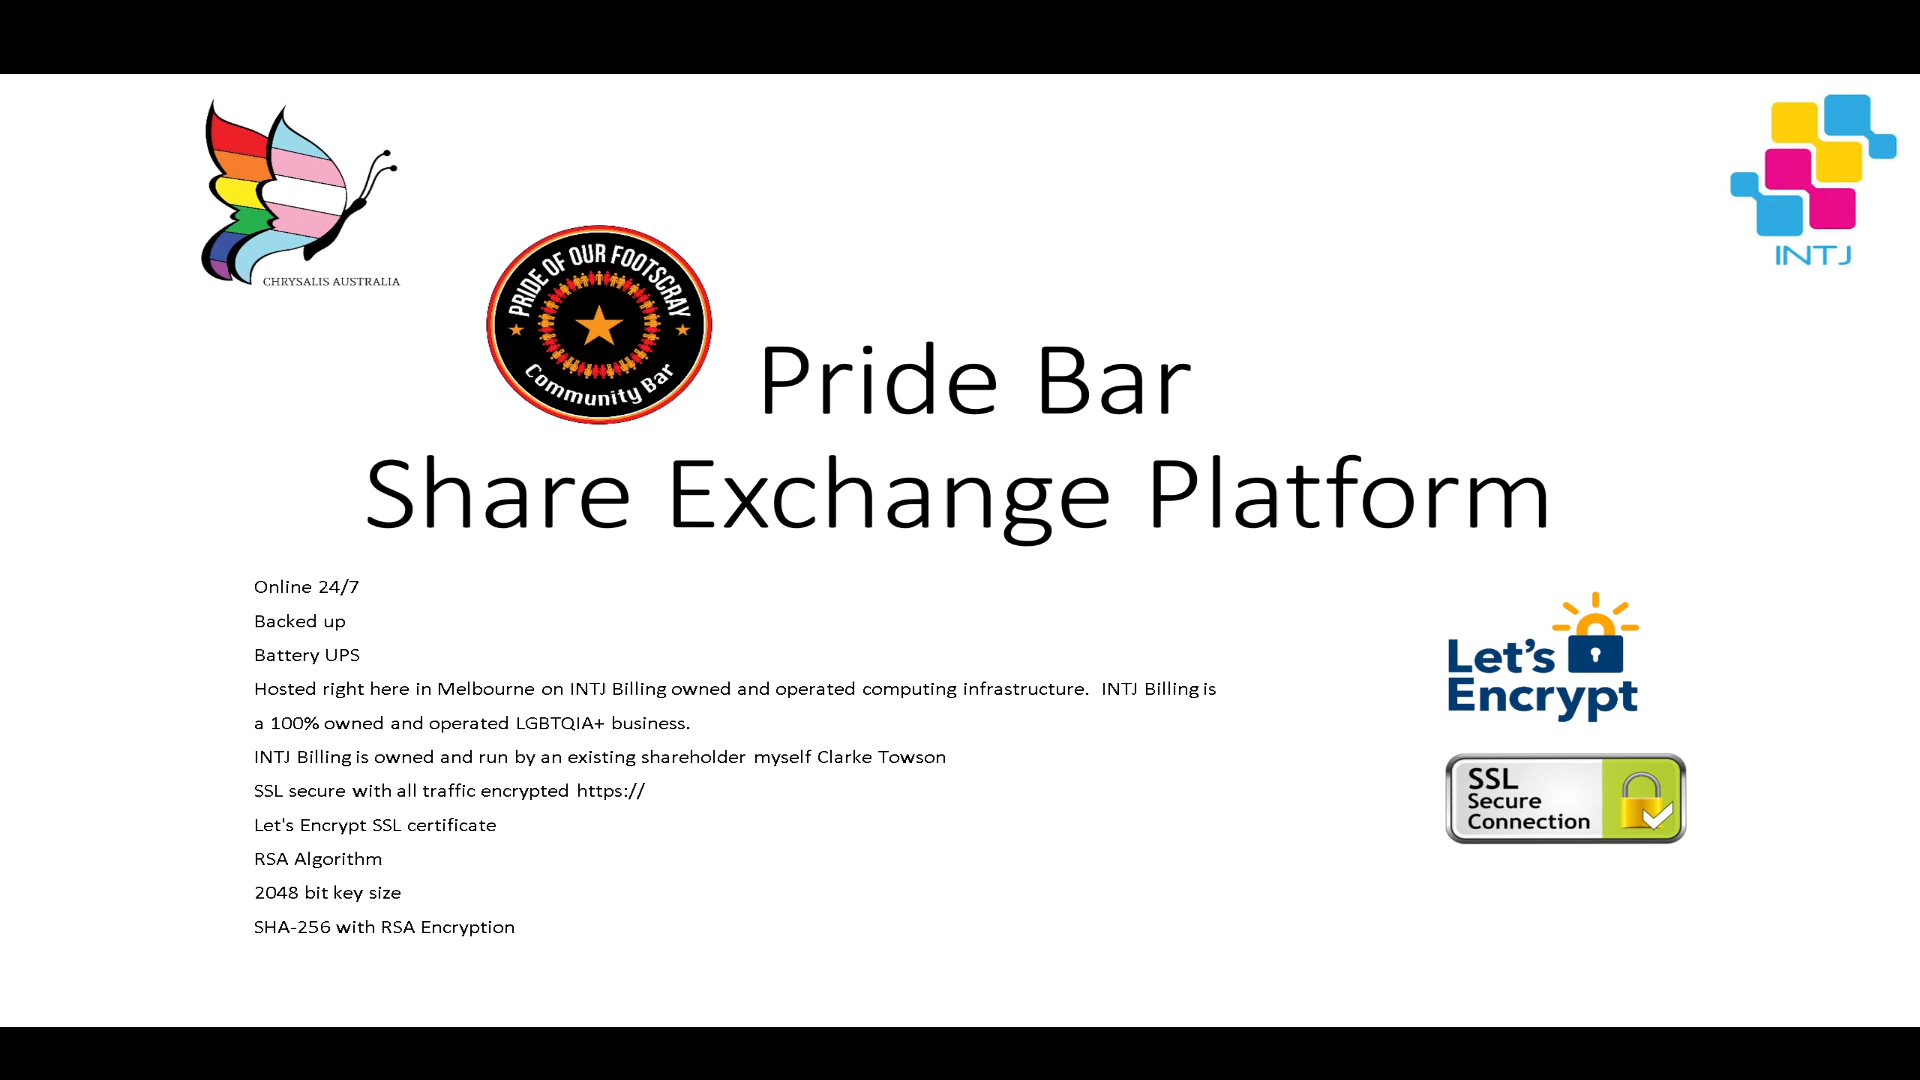 CHRYSALIS AUSTRALIA
INTJ
PRIDE OF OUR FOOTSCRAY
Community Bar
Pride Bar
Share Exchange Platform
Online 24/7
Backed up
Battery UPS
Hosted right here in Melbourne on INTJ Billing owned and operated computing infrastructure.  INTJ Billing is
a 100% owned and operated LGBTQIA+ business.
INTJ Billing is owned and run by an existing shareholder myself Clarke Towson
SSL secure with all traffic encrypted https://
Let's Encrypt SSL certificate
RSA Algorithm
2048 bit key size
SHA-256 with RSA Encryption
Let's
Encrypt
SSL
Secure
Connection